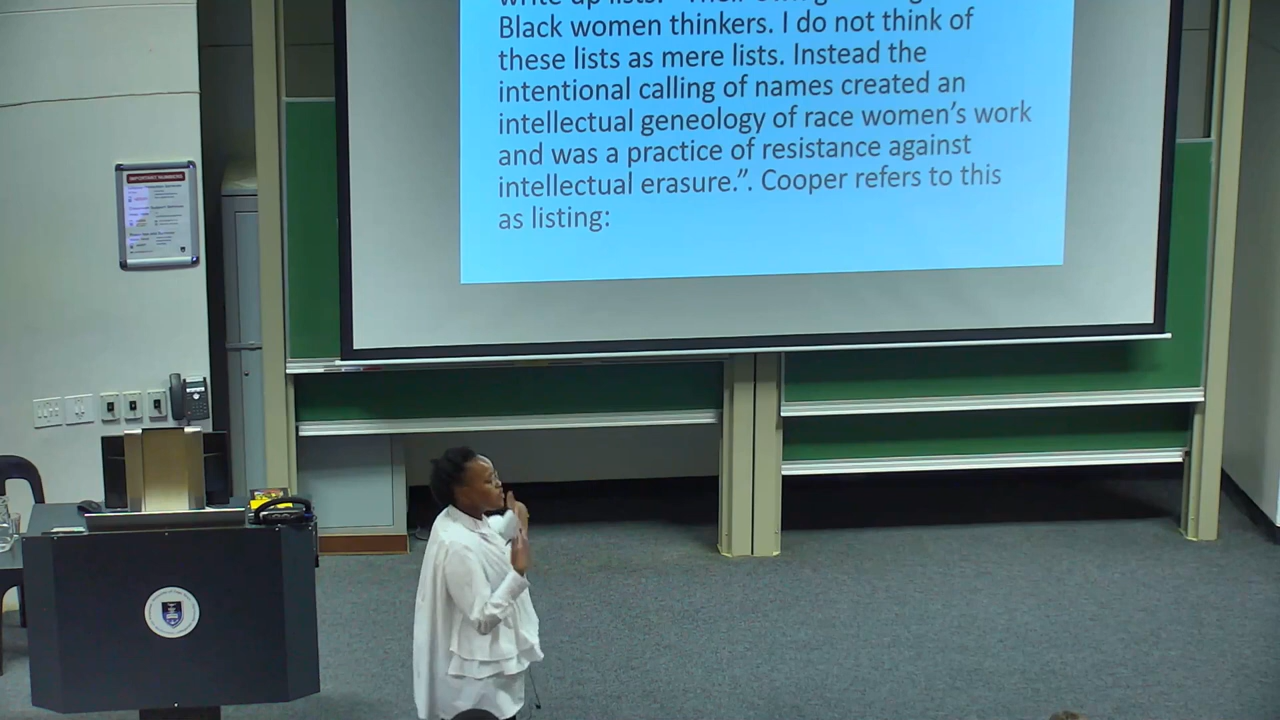 Black women thinkers. I do not think of
these lists as mere lists. Instead the
intentional calling of names created an
intellectual geneology of race women's work
and was a practice of resistance against
intellectual erasure.”. Cooper refers to this
as listing:
IMPORTANT NUMBERS